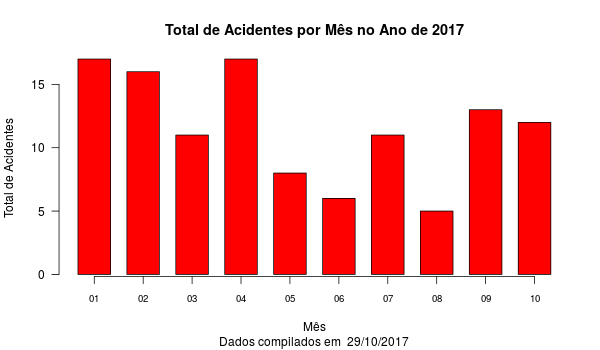 Total de Acidentes por Mês no Ano de 2017
Total de Acidentes
15
10
5
0
01 02 03 04 05 06 07 08 09 10
Mês
Dados compilados em 29/10/2017